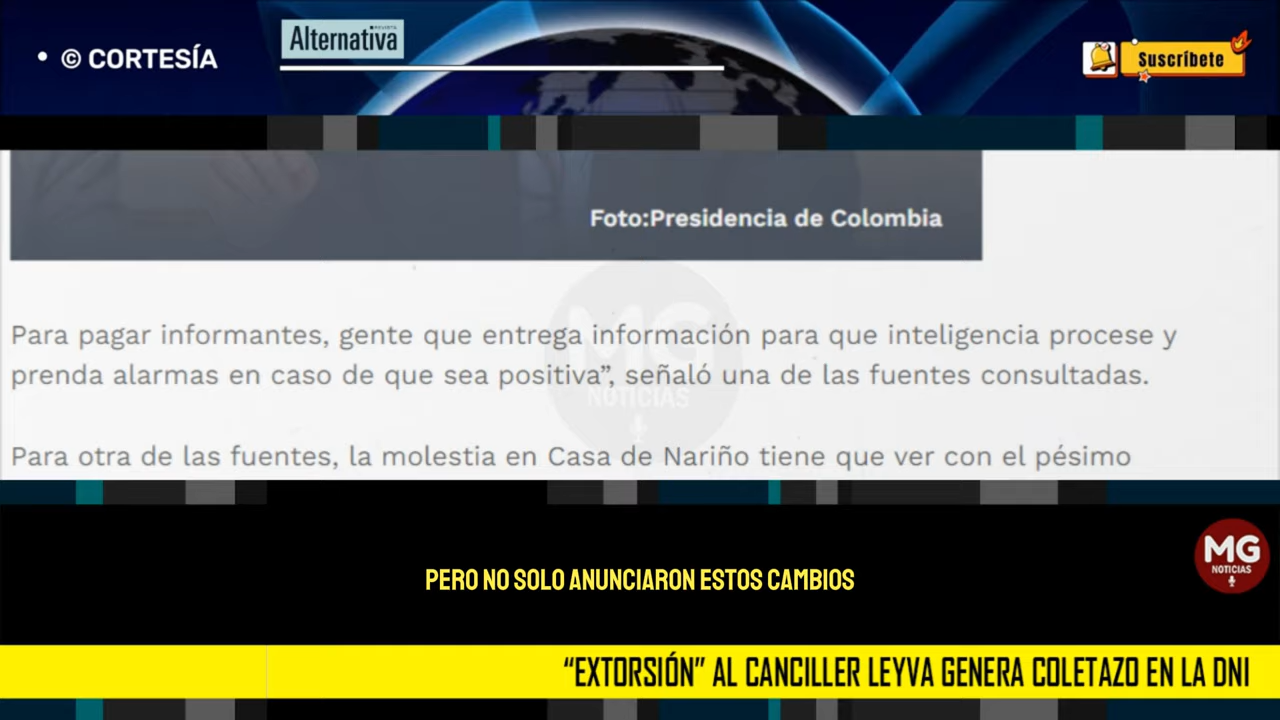 • © CORTESÍA
REVISTA
Alternativa
Suscríbete
Foto:Presidencia de Colombia
Para pagar informantes, gente que entrega información para que inteligencia procese y
prenda alarmas en caso de que sea positiva”, señaló una de las fuentes consultadas.
Para otra de las fuentes, la molestia en Casa de Nariño tiene que ver con el pésimo
MG
NOTICIAS
PERO NO SOLO ANUNCIARON ESTOS CAMBIOS
MG
NOTICIAS
“EXTORSIÓN” AL CANCILLER LEYVA GENERA COLETAZO EN LA DNI